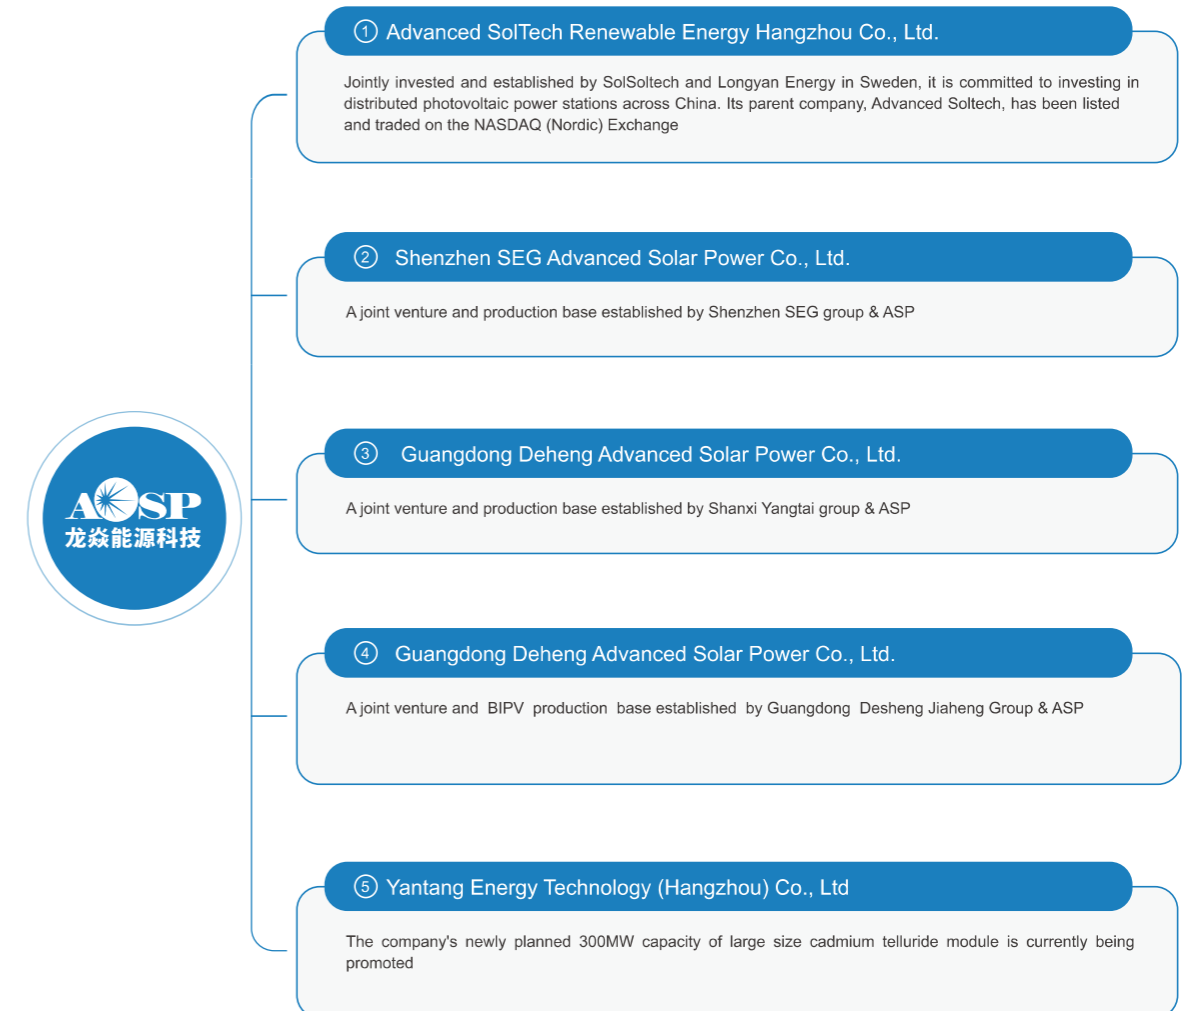 ① Advanced SolTech Renewable Energy Hangzhou Co., Ltd.
Jointly invested and established by SolSoltech and Longyan Energy in Sweden, it is committed to investing in
distributed photovoltaic power stations across China. Its parent company, Advanced Soltech, has been listed
and traded on the NASDAQ (Nordic) Exchange
② Shenzhen SEG Advanced Solar Power Co., Ltd.
A joint venture and production base established by Shenzhen SEG group & ASP
③ Guangdong Deheng Advanced Solar Power Co., Ltd.
A joint venture and production base established by Shanxi Yangtai group & ASP
ASP
龙焱能源科技
④ Guangdong Deheng Advanced Solar Power Co., Ltd.
A joint venture and BIPV production base established by Guangdong Desheng Jiaheng Group & ASP
⑤ Yantang Energy Technology (Hangzhou) Co., Ltd
The company's newly planned 300MW capacity of large size cadmium telluride module is currently being
promoted